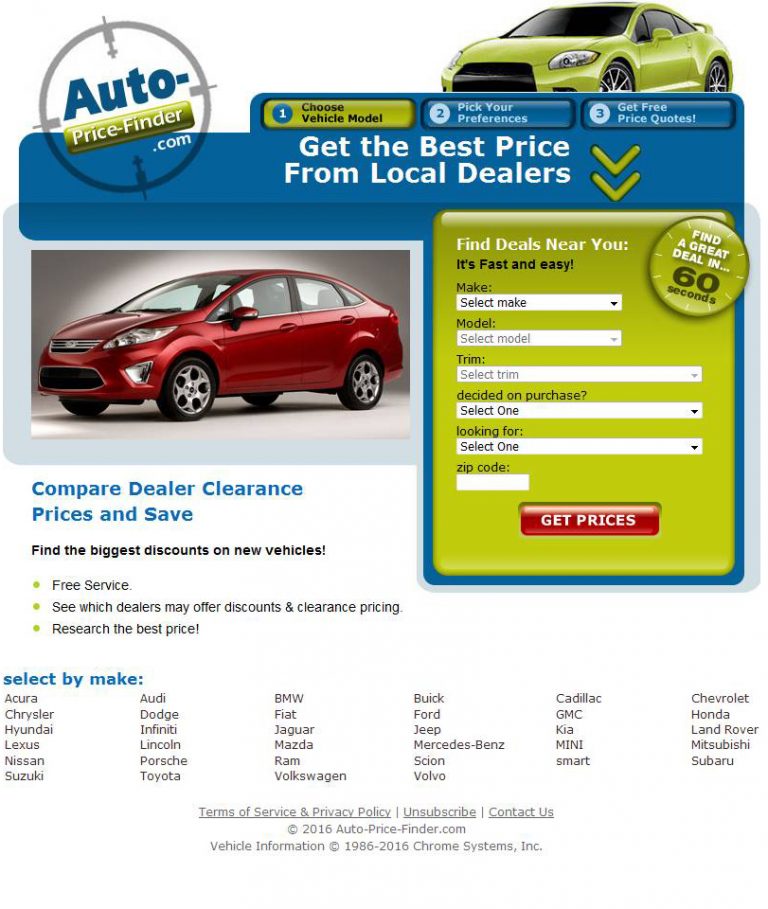 Auto-
Price-Finder
.com
1 Choose
Vehicle Model
2 Pick Your
Preferences
3 Get Free
Price Quotes!
Get the Best Price
From Local Dealers
Find Deals Near You:
It's Fast and easy!
FIND
A GREAT
DEAL IN...
60
seconds
Make:
Select make
Model:
Select model
Trim:
Select trim
decided on purchase?
Select One
looking for:
Select One
zip code:
GET PRICES
Compare Dealer Clearance
Prices and Save
Find the biggest discounts on new vehicles!
Free Service.
See which dealers may offer discounts & clearance pricing.
Research the best price!
select by make:
Acura Audi BMW Buick Cadillac Chevrolet
Chrysler Dodge Fiat Ford GMC Honda
Hyundai Infiniti Jaguar Jeep Kia Land Rover
Lexus Lincoln Mazda Mercedes-Benz MINI Mitsubishi
Nissan Porsche Ram Scion smart Subaru
Suzuki Toyota Volkswagen Volvo
Terms of Service & Privacy Policy | Unsubscribe | Contact Us
© 2016 Auto-Price-Finder.com
Vehicle Information © 1986-2016 Chrome Systems, Inc.